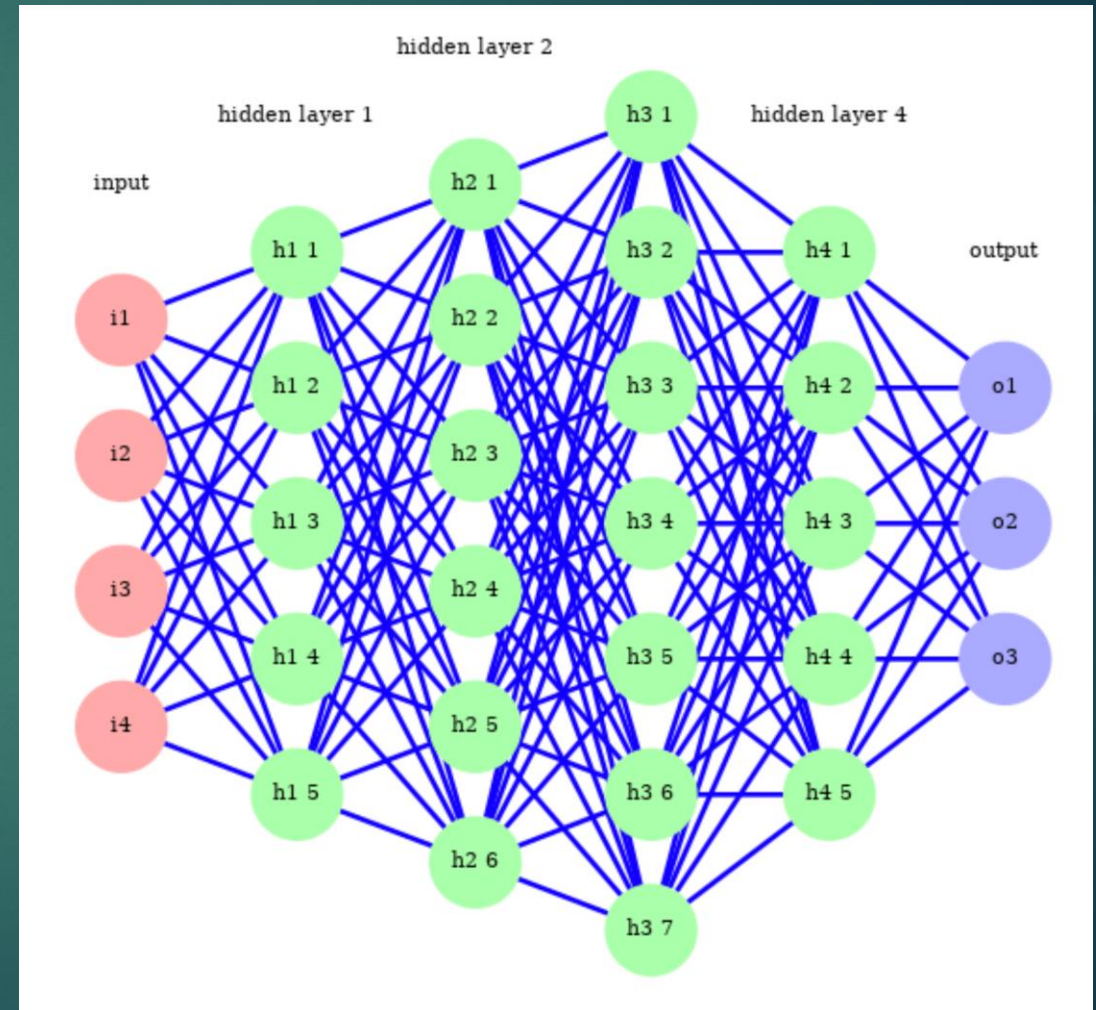 hidden layer 2
hidden layer 1
hidden layer 4
input
output
i1
i2
i3
i4
h1 1
h1 2
h1 3
h1 4
h1 5
h2 1
h2 2
h2 3
h2 4
h2 5
h2 6
h3 1
h3 2
h3 3
h3 4
h3 5
h3 6
h3 7
h4 1
h4 2
h4 3
h4 4
h4 5
o1
o2
o3